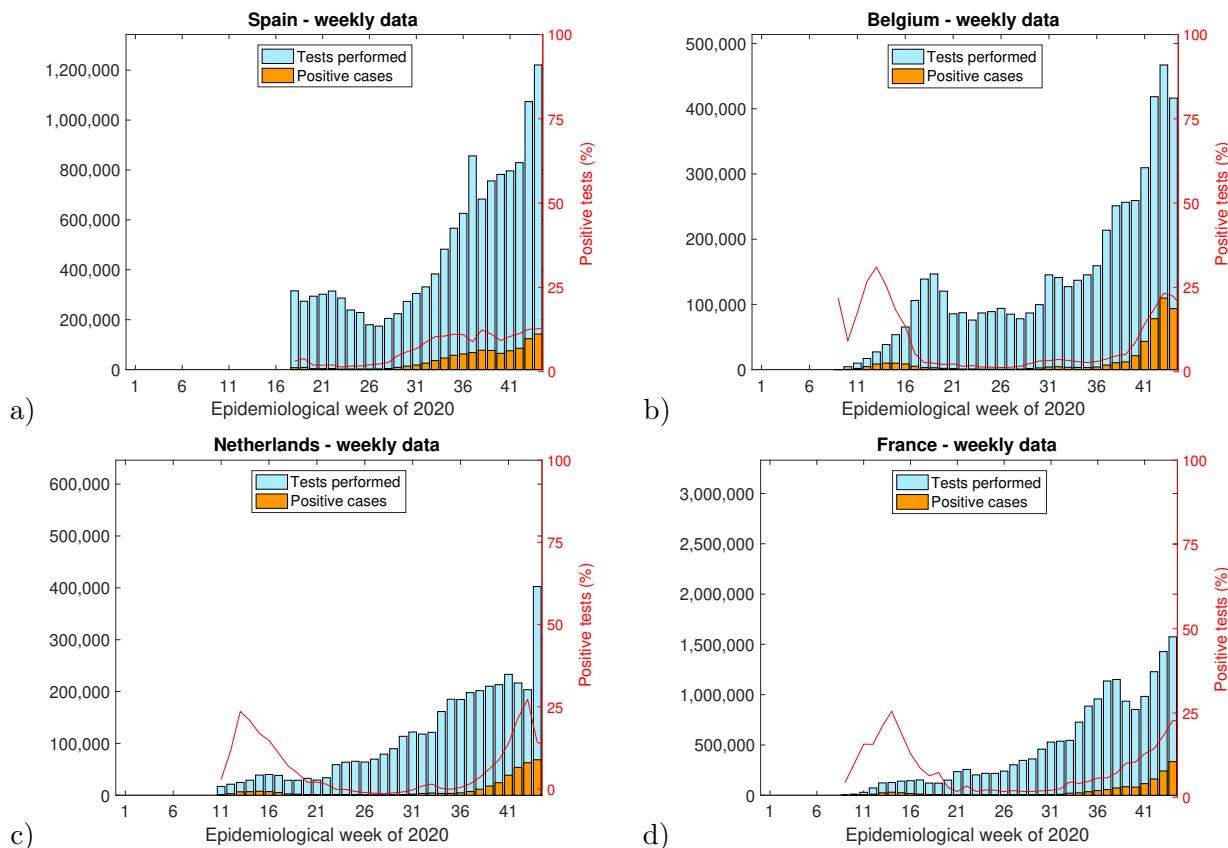 Spain - weekly data
Tests performed
Positive cases
1,200,000
1,000,000
800,000
600,000
400,000
200,000
0
1 6 11 16 21 26 31 36 41
Epidemiological week of 2020
100
75
50
25
0
Positive tests (%)
a)
Belgium - weekly data
Tests performed
Positive cases
500,000
400,000
300,000
200,000
100,000
0
1 6 11 16 21 26 31 36 41
Epidemiological week of 2020
100
75
50
25
0
Positive tests (%)
b)
Netherlands - weekly data
Tests performed
Positive cases
600,000
500,000
400,000
300,000
200,000
100,000
0
1 6 11 16 21 26 31 36 41
Epidemiological week of 2020
100
75
50
25
0
Positive tests (%)
c)
France - weekly data
Tests performed
Positive cases
3,000,000
2,500,000
2,000,000
1,500,000
1,000,000
500,000
0
1 6 11 16 21 26 31 36 41
Epidemiological week of 2020
100
75
50
25
0
Positive tests (%)
d)